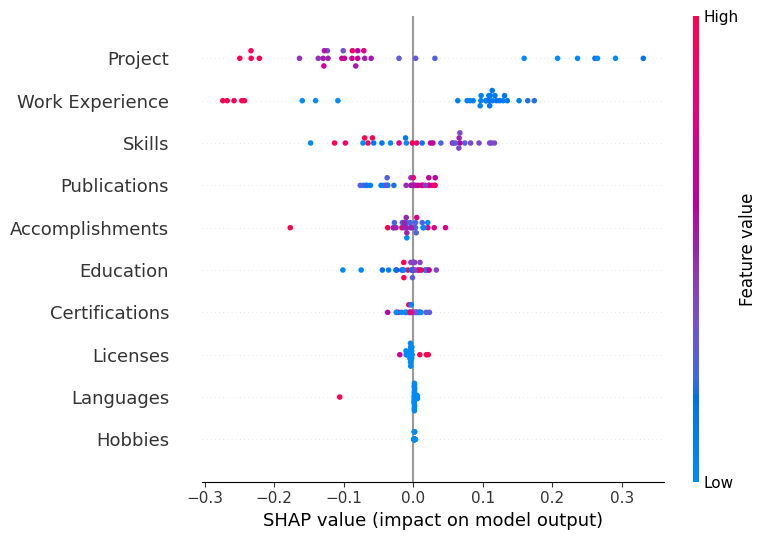 High
Project
Work Experience
Skills
Publications
Accomplishments
Education
Certifications
Licenses
Languages
Hobbies
Feature value
Low
−0.3 −0.2 −0.1 0.0 0.1 0.2 0.3
SHAP value (impact on model output)